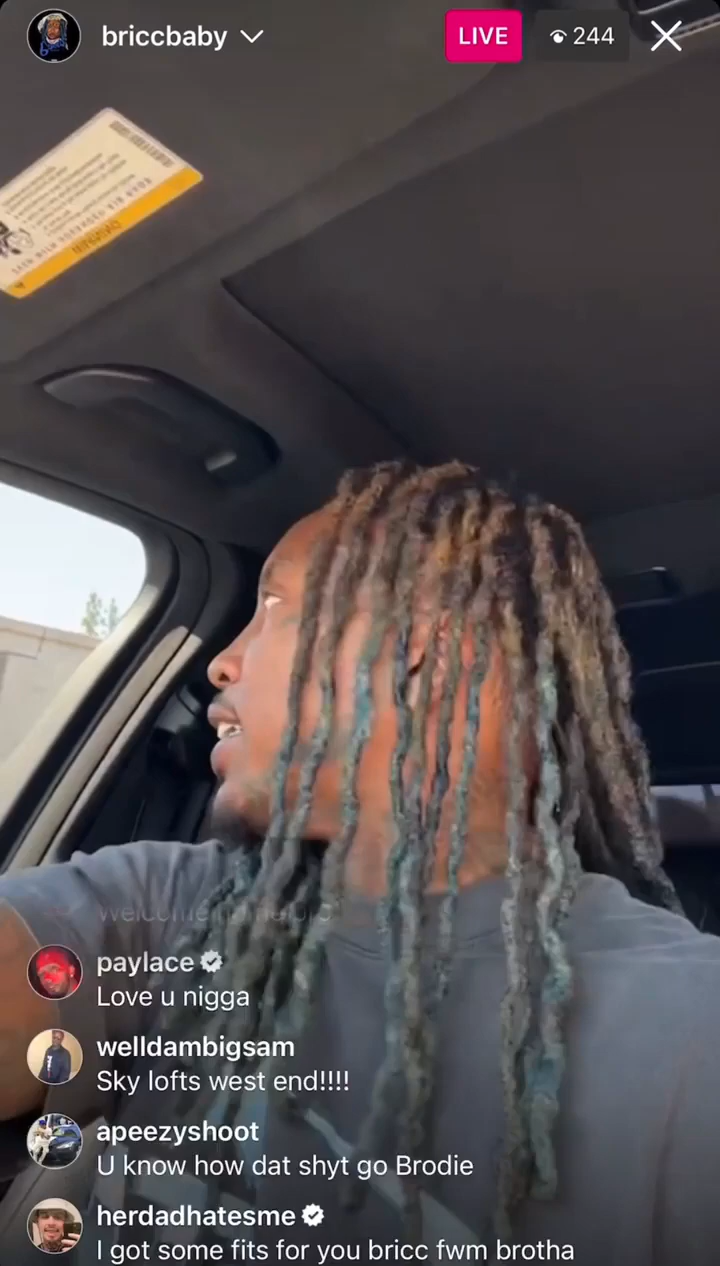 briccbaby
LIVE
244
paylace
Love u nigga
welldambigsam
Sky lofts west end!!!!
apeezyshoot
U know how dat shyt go Brodie
herdadhatesme
I got some fits for you bricc fwm brotha